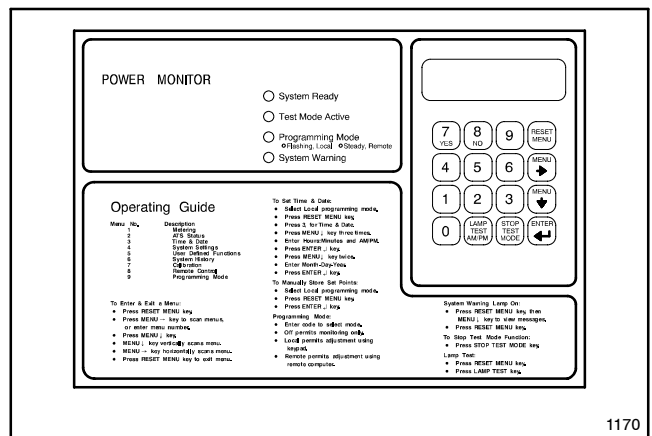 POWER MONITOR
System Ready
Test Mode Active
Programming Mode
Flashing, Local Steady, Remote
System Warning
7
YES
8
NO
9
RESET
MENU
4
5
6
MENU
→
1
2
3
MENU
↓
0
LAMP
TEST
AM/PM
STOP
TEST
MODE
ENTER
↵
Operating Guide
Menu No. Description
1 Metering
2 ATS Status
3 Time & Date
4 System Settings
5 User Defined Functions
6 System History
7 Calibration
8 Remote Control
9 Programming Mode
To Enter & Exit a Menu:
• Press RESET MENU key.
• Press MENU → key to scan menus,
or enter menu number.
• Press MENU ↓ key.
• MENU ↓ key vertically scans menu.
• MENU → key horizontally scans menu.
• Press RESET MENU key to exit menu.
To Set Time & Date:
• Select Local programming mode.
• Press RESET MENU key.
• Press 3, for Time & Date.
• Press MENU ↓ key three times.
• Enter Hours:Minutes and AM/PM.
• Press ENTER ↵ key.
• Press MENU ↓ key twice.
• Enter Month-Day-Year.
• Press ENTER ↵ key.
To Manually Store Set Points:
• Select Local programming mode.
• Press RESET MENU key
• Press ENTER ↵ key.
Programming Mode:
• Enter code to select mode.
• Off permits monitoring only.
• Local permits adjustment using
keypad.
• Remote permits adjustment using
remote computer.
System Warning Lamp On:
• Press RESET MENU key, then
MENU ↓ key to view messages.
• Press RESET MENU key.
To Stop Test Mode Function:
• Press STOP TEST MODE key.
Lamp Test:
• Press RESET MENU key.
• Press LAMP TEST key.
1170